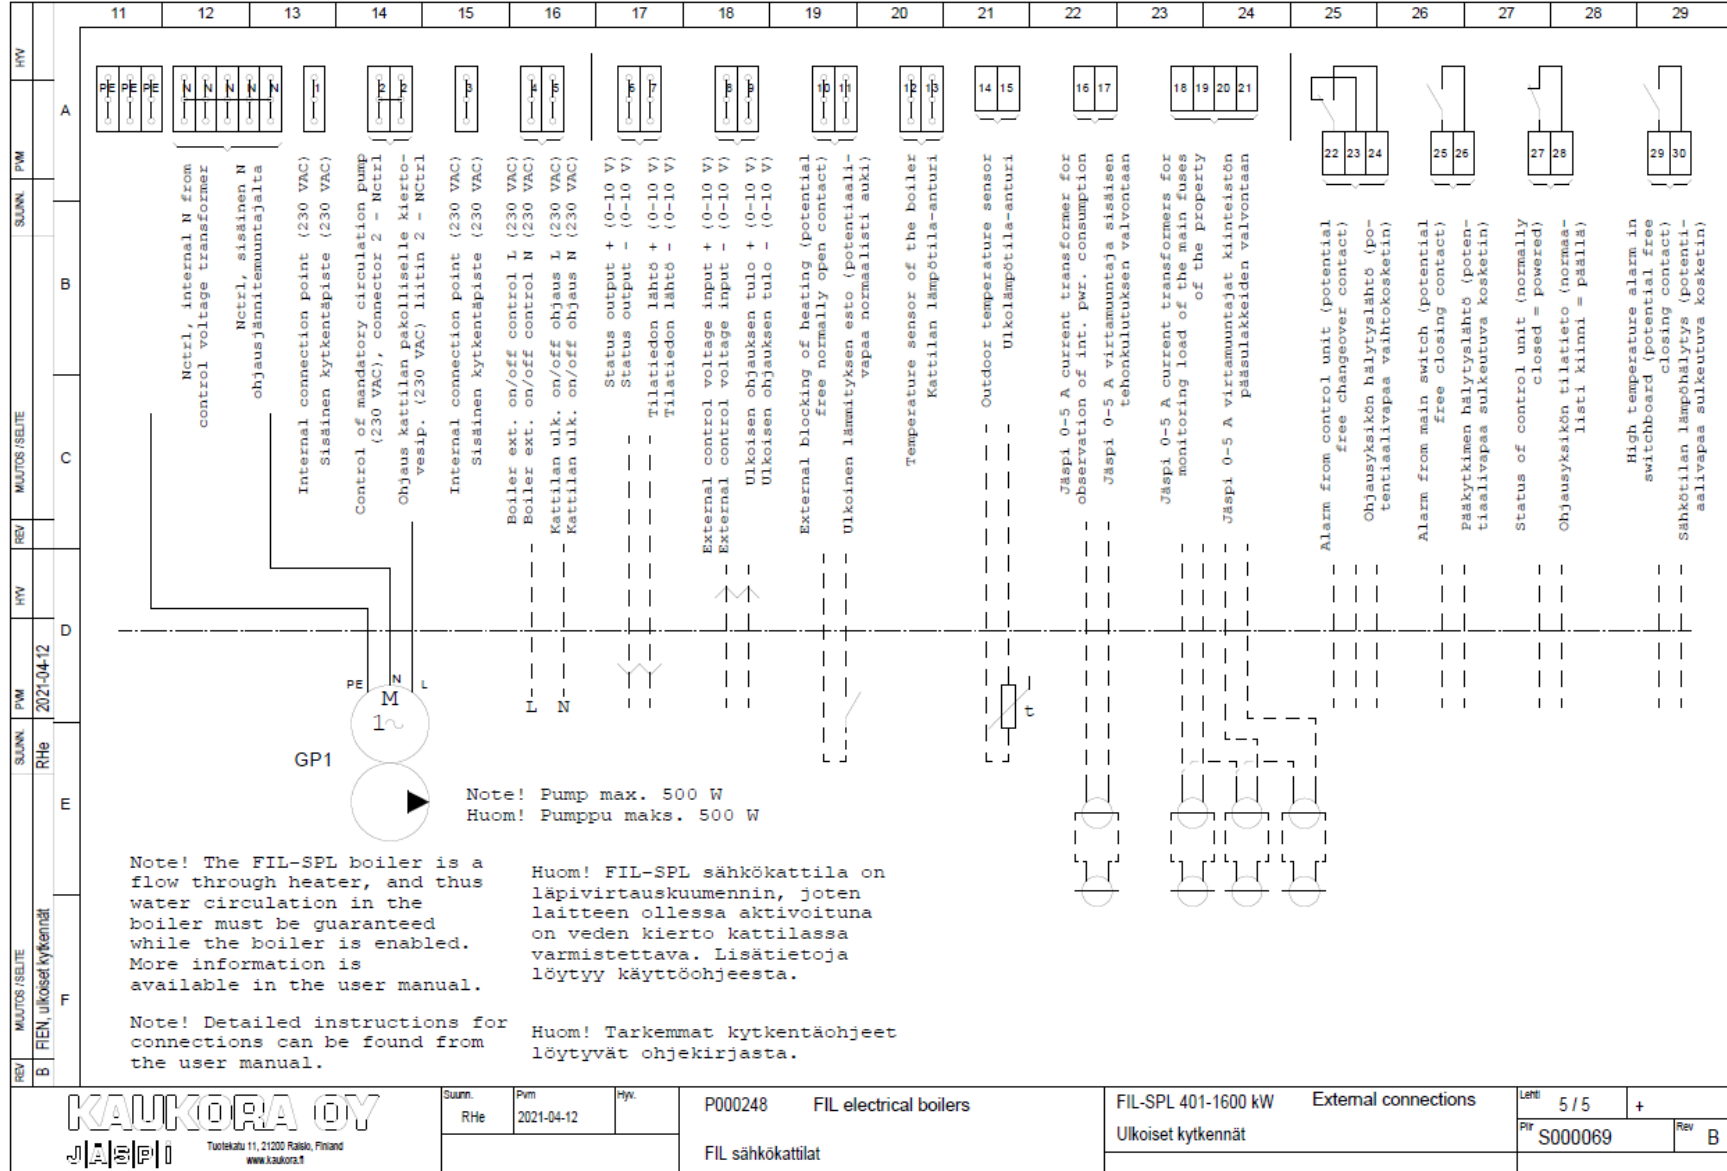 11 12 13 14 15 16 17 18 19 20 21 22 23 24 25 26 27 28 29
A
B
C
D
E
F
HYV
PVM
SUUNN.
MUUTOS / SELITE
REV
HYV
PVM
2021-04-12
SUUNN.
RHe
MUUTOS / SELITE
FIEN, ulkoiset kytkennät
REV
B
PE PE PE
N N N N N
1
2 2
3
4 5
6 7
8 9
10 11
12 13
14 15
16 17
18 19 20 21
22 23 24
25 26
27 28
29 30
Nctrl, internal N from
control voltage transformer
Nctrl, sisäinen N
ohjausjännitemuuntajalta
Internal connection point (230 VAC)
Sisäinen kytkentäpiste (230 VAC)
Control of mandatory circulation pump
(230 VAC), connector 2 - Nctrl
Ohjaus kattilan pakolliselle kierto-
vesip. (230 VAC) liitin 2 - NCtrl
Internal connection point (230 VAC)
Sisäinen kytkentäpiste (230 VAC)
Boiler ext. on/off control L (230 VAC)
Boiler ext. on/off control N (230 VAC)
Kattilan ulk. on/off ohjaus L (230 VAC)
Kattilan ulk. on/off ohjaus N (230 VAC)
Status output + (0-10 V)
Status output - (0-10 V)
Tilatiedon lähtö + (0-10 V)
Tilatiedon lähtö - (0-10 V)
External control voltage input + (0-10 V)
External control voltage input - (0-10 V)
Ulkoisen ohjauksen tulo + (0-10 V)
Ulkoisen ohjauksen tulo - (0-10 V)
External blocking of heating (potential
free normally open contact)
Ulkoinen lämmityksen esto (potentiaali-
vapaa normaalisti auki)
Temperature sensor of the boiler
Kattilan lämpötila-anturi
Outdoor temperature sensor
Ulkolämpötila-anturi
Jäspi 0-5 A current transformer for
observation of int. pwr. consumption
Jäspi 0-5 A virtamuuntaja sisäisen
tehonkulutuksen valvontaan
Jäspi 0-5 A current transformers for
monitoring load of the main fuses
of the property
Jäspi 0-5 A virtamuuntajat kiinteistön
pääsulakkeiden valvontaan
Alarm from control unit (potential
free changeover contact)
Ohjausyksikön hälytyslähtö (po-
tentiaalivapaa vaihtokosketin)
Alarm from main switch (potential
free closing contact)
Pääkytkimen hälytyslähtö (poten-
tiaalivapaa sulkeutuva kosketin)
Status of control unit (normally
closed = powered)
Ohjausyksikön tilatieto (normaa-
listi kiinni = päällä)
High temperature alarm in
switchboard (potential free
closing contact)
Sähkötilan lämpöhälytys (potenti-
aalivapaa sulkeutuva kosketin)
PE N L
M
1~
GP1
L N
t
Note! Pump max. 500 W
Huom! Pumppu maks. 500 W
Note! The FIL-SPL boiler is a
flow through heater, and thus
water circulation in the
boiler must be guaranteed
while the boiler is enabled.
More information is
available in the user manual.
Note! Detailed instructions for
connections can be found from
the user manual.
Huom! FIL-SPL sähkökattila on
läpivirtauskuumennin, joten
laitteen ollessa aktivoituna
on veden kierto kattilassa
varmistettava. Lisätietoja
löytyy käyttöohjeesta.
Huom! Tarkemmat kytkentäohjeet
löytyvät ohjekirjasta.
KAUKORA OY
JÄSPI
Tuotekatu 11, 21200 Raisio, Finland
www.kaukora.fi
Suunn.
RHe
Pvm
2021-04-12
Hyv.
P000248 FIL electrical boilers
FIL sähkökattilat
FIL-SPL 401-1600 kW External connections
Ulkoiset kytkennät
Lehti 5 / 5 +
Piir S000069
Rev B